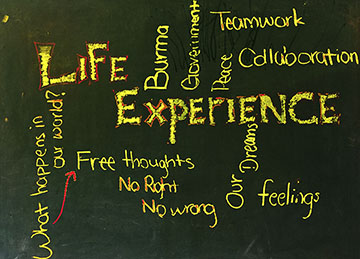 Teamwork
Collaboration
Government
Burma
Peace
LIFE
EXPERIENCE
What happens in
our world?
Free thoughts
No Right
No wrong
Our Dreams
feelings